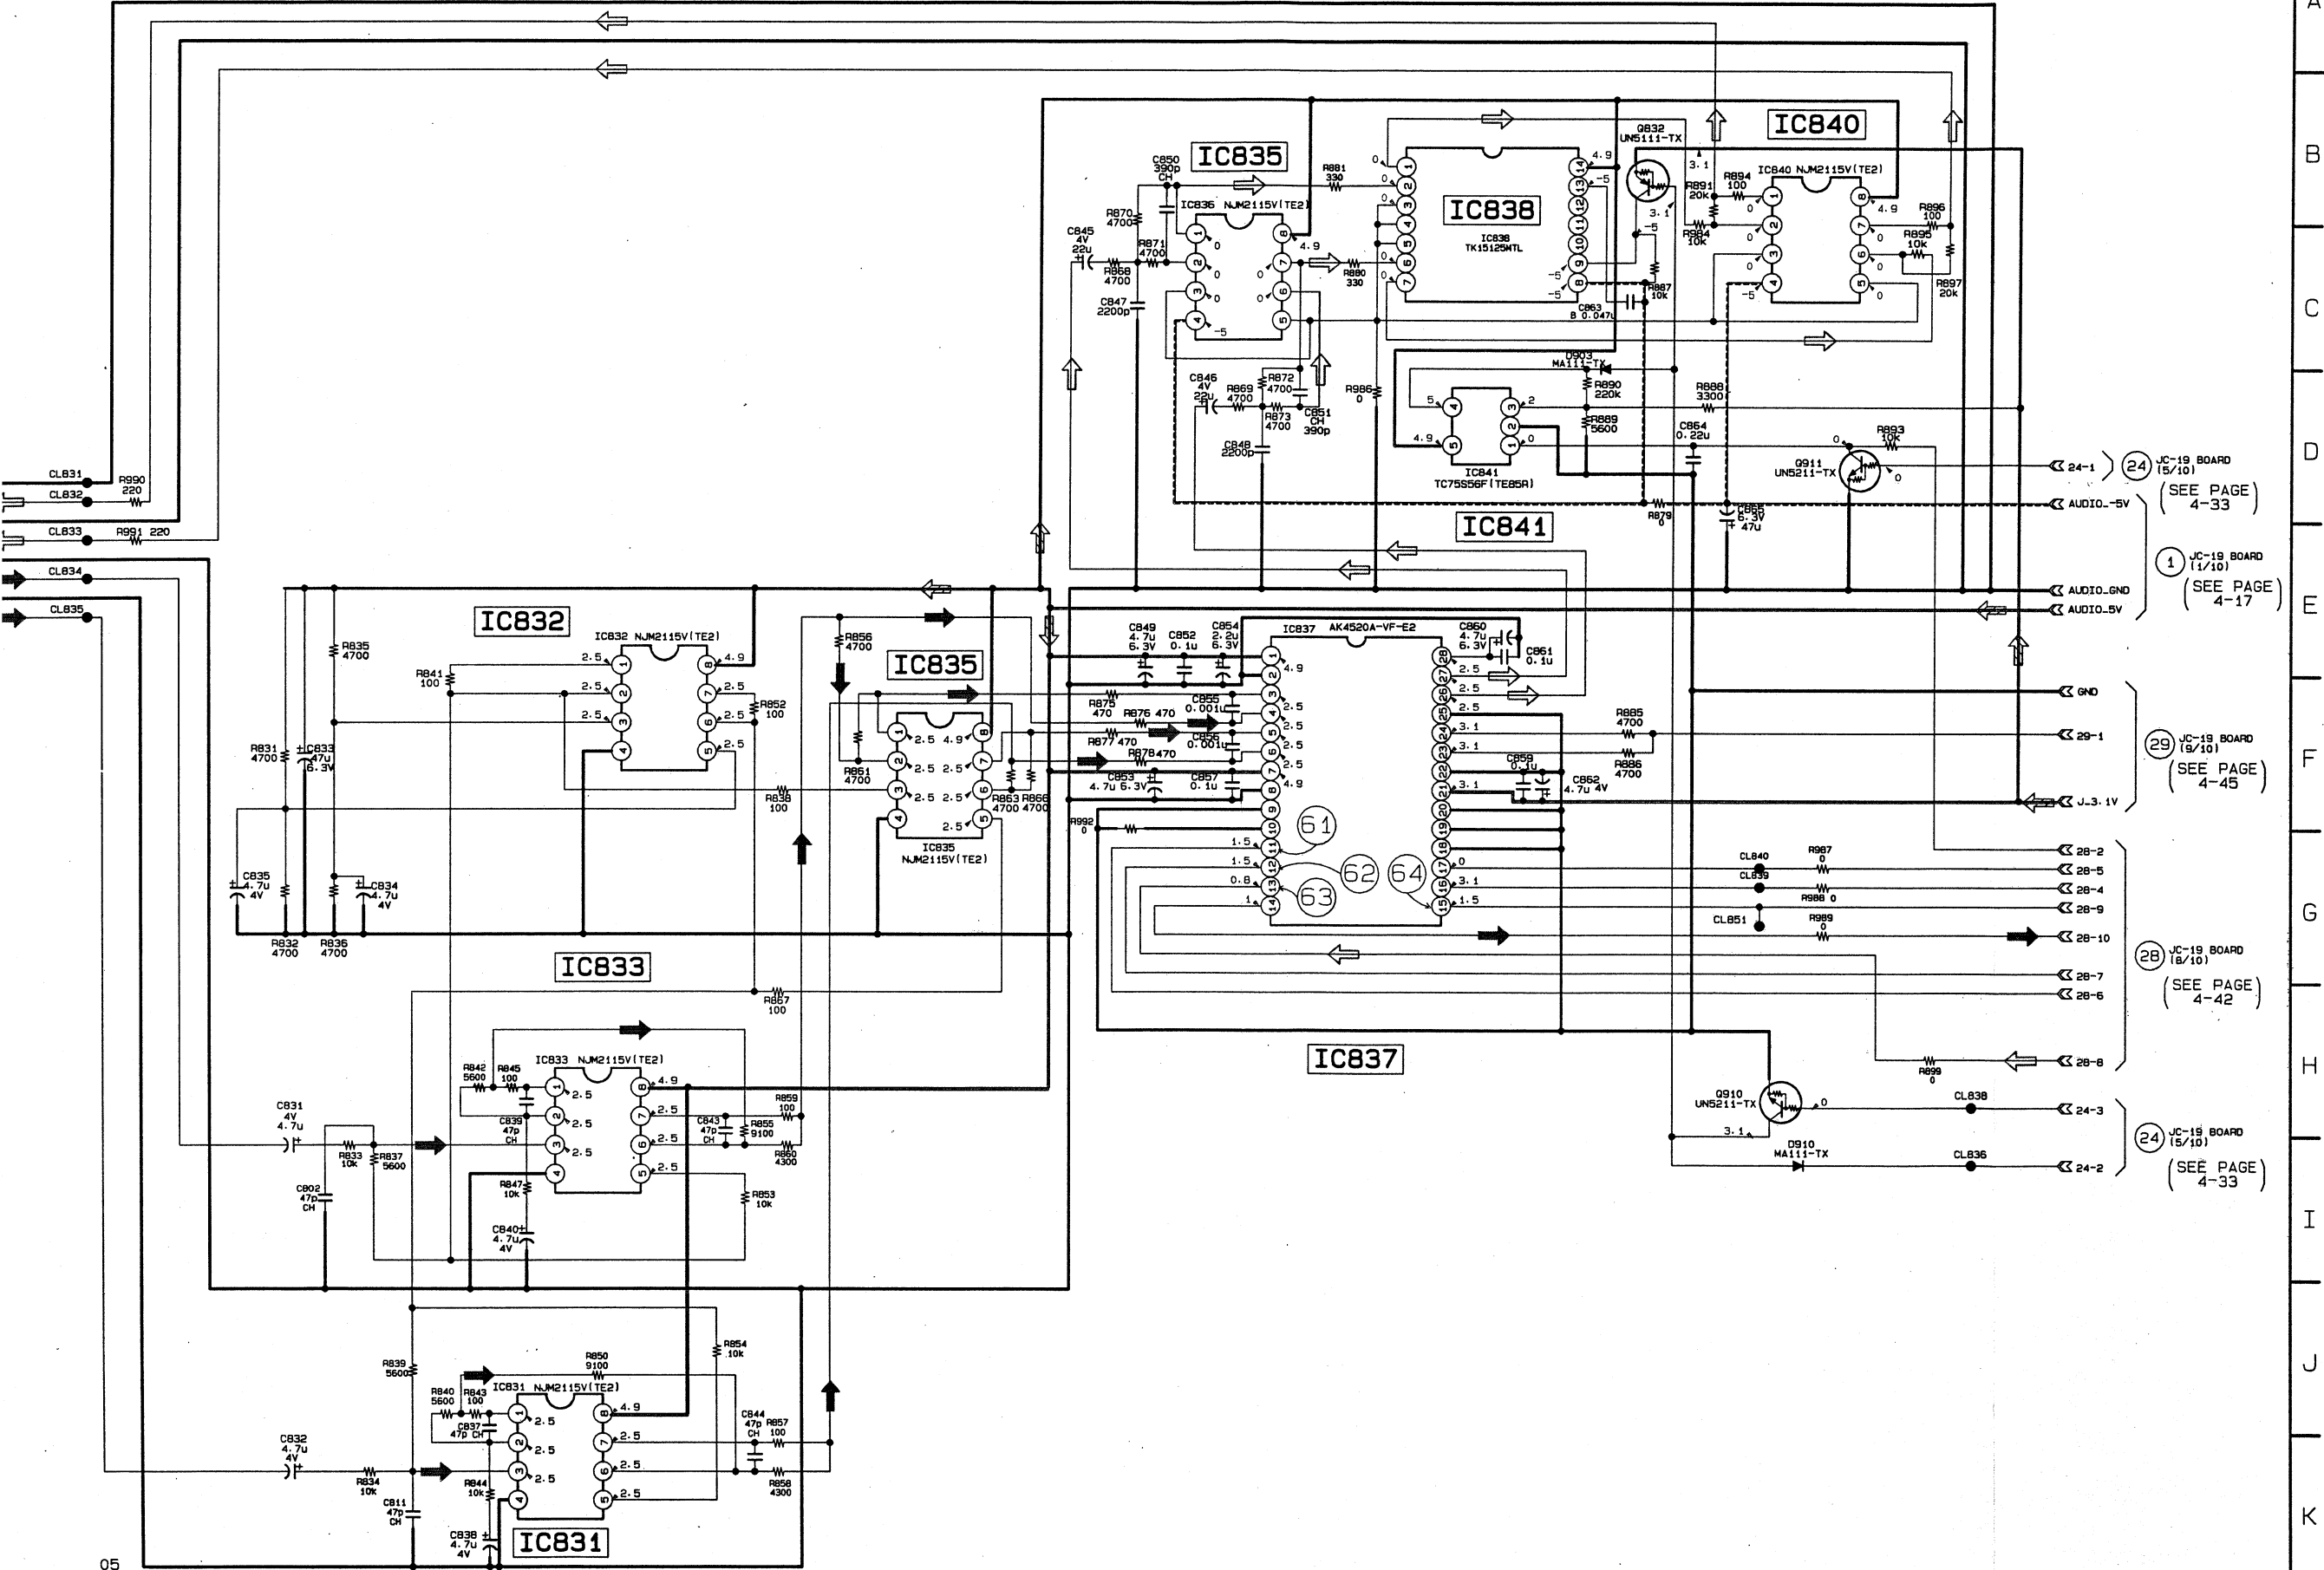 A
B
C
D
E
F
G
H
I
J
K
IC835
IC838
IC840
IC841
IC832
IC835
IC833
IC837
IC831
Q832
UN5111-TX
C850
390p
CH
R881
330
IC836 NJM2115V(TE2)
R870
4700
R871
4700
C845
4V
22u
R868
4700
C847
2200p
R880
330
IC838
TK15125MTL
R887
10k
C863
B 0.047u
3.1
R891
20k
R894
100
IC840 NJM2115V(TE2)
R984
10k
R896
100
R895
10k
R897
20k
C846
4V
22u
R869
4700
R872
4700
R873
4700
C851
CH
390p
C848
2200p
R986
0
D903
MA111-TX
R890
220k
R889
5600
R888
3300
C864
0.22u
IC841
TC75S56F(TE85R)
Q911
UN5211-TX
R893
10k
R879
0
C865
6.3V
47u
24-1
24 JC-19 BOARD
(5/10)
(SEE PAGE
4-33)
AUDIO_-5V
1 JC-19 BOARD
(1/10)
(SEE PAGE
4-17)
AUDIO_GND
AUDIO_5V
CL831
CL832
R990
220
CL833
R991 220
CL834
CL835
R835
4700
R841
100
IC832 NJM2115V(TE2)
R852
100
R831
4700
C833
47u
6.3V
R838
100
C835
4.7u
4V
C834
4.7u
4V
R832
4700
R836
4700
R856
4700
R861
4700
IC835
NJM2115V(TE2)
R863
4700
R866
4700
R867
100
C849
4.7u
6.3V
C852
0.1u
C854
2.2u
6.3V
IC837 AK4520A-VF-E2
C860
4.7u
6.3V
C861
0.1u
R875
470
C855
0.001u
R876 470
R877 470
C856
0.001u
R878 470
C853
4.7u 6.3V
C857
0.1u
R992
0
C859
0.1u
C862
4.7u 4V
R885
4700
R886
4700
61
62
63
64
GND
29-1
29 JC-19 BOARD
(9/10)
(SEE PAGE
4-45)
J_3.1V
28-2
CL840
R987
0
28-5
CL839
R988 0
28-4
28-9
CL851
R989
0
28-10
28 JC-19 BOARD
(8/10)
(SEE PAGE
4-42)
28-7
28-6
R899
0
28-8
Q910
UN5211-TX
CL838
24-3
D910
MA111-TX
CL836
24-2
24 JC-19 BOARD
(5/10)
(SEE PAGE
4-33)
R842
5600
R845
100
IC833 NJM2115V(TE2)
C831
4V
4.7u
R833
10k
R837
5600
C802
47p
CH
C839
47p
CH
R847
10k
C840
4.7u
4V
C843
47p
CH
R859
100
R855
9100
R860
4300
R853
10k
R839
5600
R840
5600
R843
100
R850
9100
IC831 NJM2115V(TE2)
R854
10k
C837
47p CH
C844
47p
CH
R857
100
C832
4.7u
4V
R834
10k
R844
10k
R858
4300
C811
47p
CH
C838
4.7u
4V
05